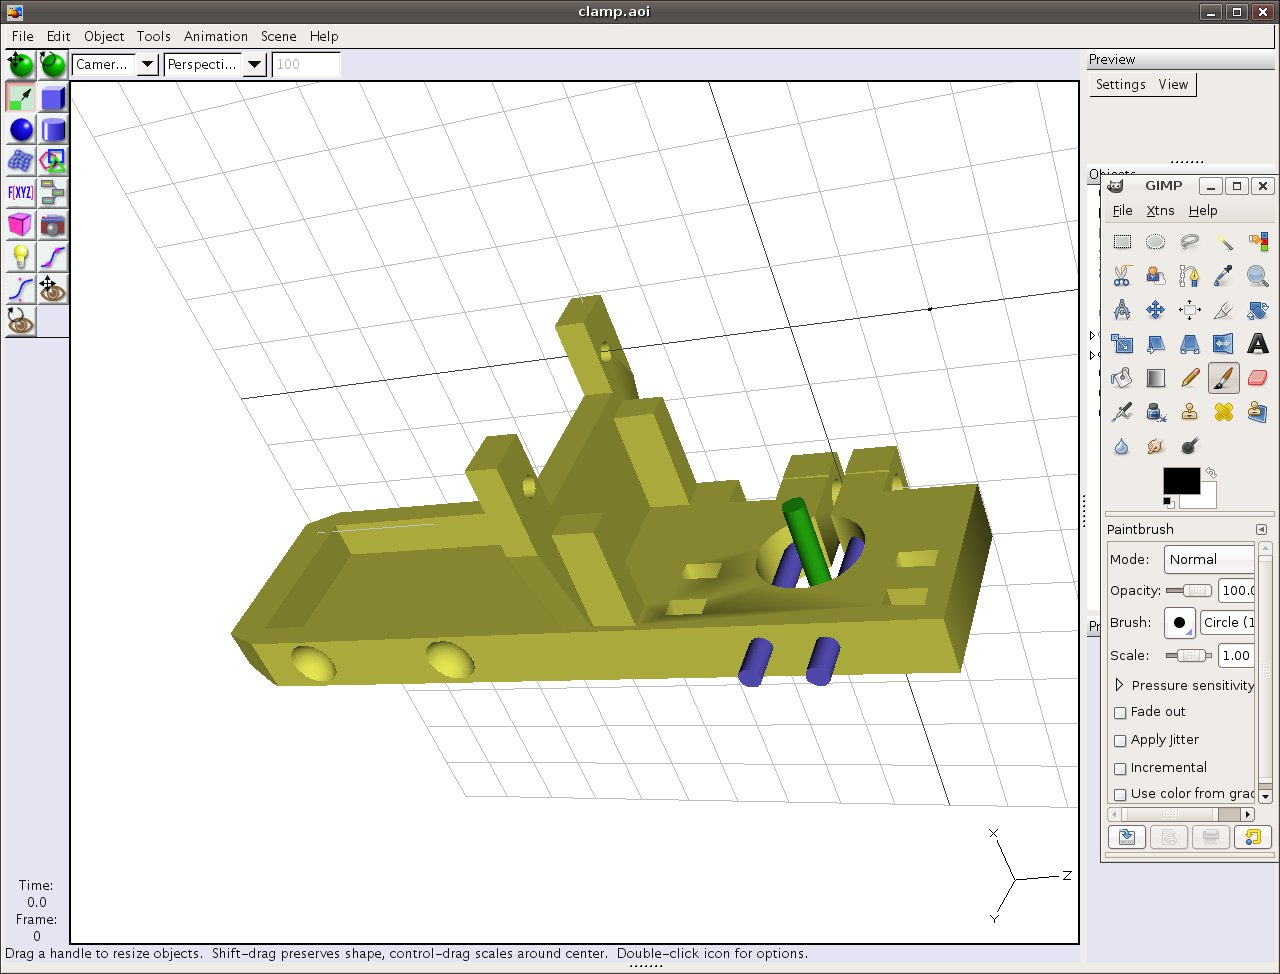 clamp.aoi
File Edit Object Tools Animation Scene Help
Camer... Perspecti... 100
Preview
Settings View
F(XYZ)
GIMP
File Xtns Help
Paintbrush
Mode: Normal
Opacity: 100.0
Brush: Circle (1
Scale: 1.00
Pressure sensitivity
Fade out
Apply Jitter
Incremental
Use color from grad
X
Z
Y
Time:
0.0
Frame:
0
Drag a handle to resize objects. Shift-drag preserves shape, control-drag scales around center. Double-click icon for options.